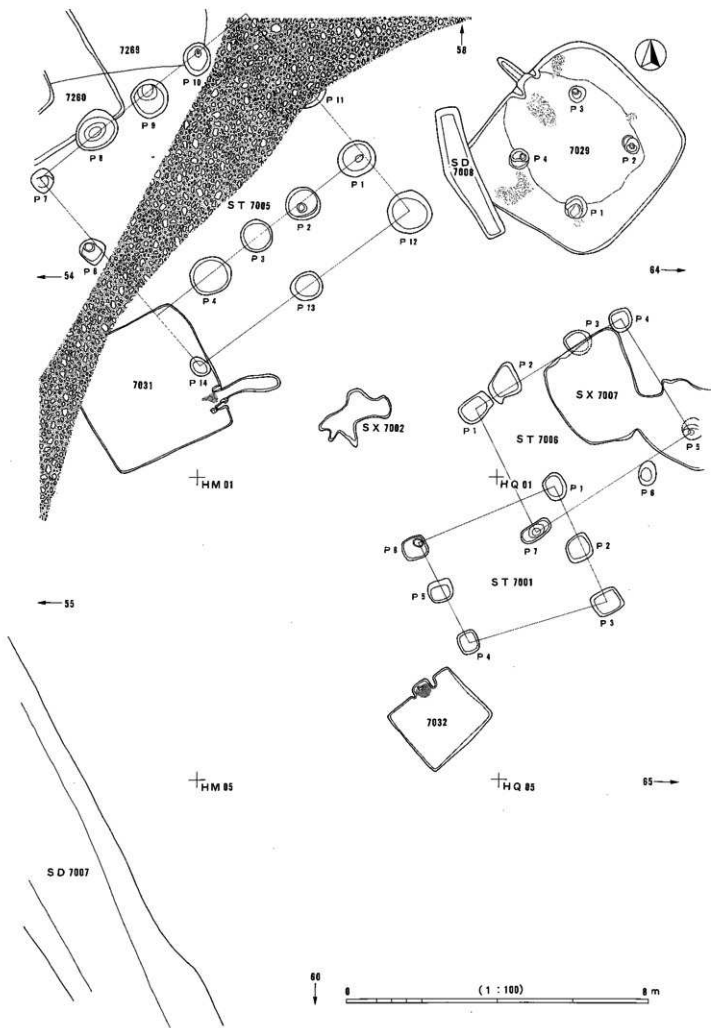 58
7268
7260
P 10
P 9
P 8
P 7
P 6
P 11
P 1
P 2
P 3
P 4
P 12
P 13
P 14
ST 7005
SD
7008
7029
P 3
P 2
P 4
P 1
54
64
7031
SX 7002
P 4
P 3
P 2
P 1
SX 7007
ST 7006
P 5
P 6
P 7
HM 01
HQ 01
P 1
P 2
P 3
P 4
P 5
P 6
ST 7001
55
7032
HM 05
HQ 05
65
SD 7007
60
0
(1 : 100)
8 m